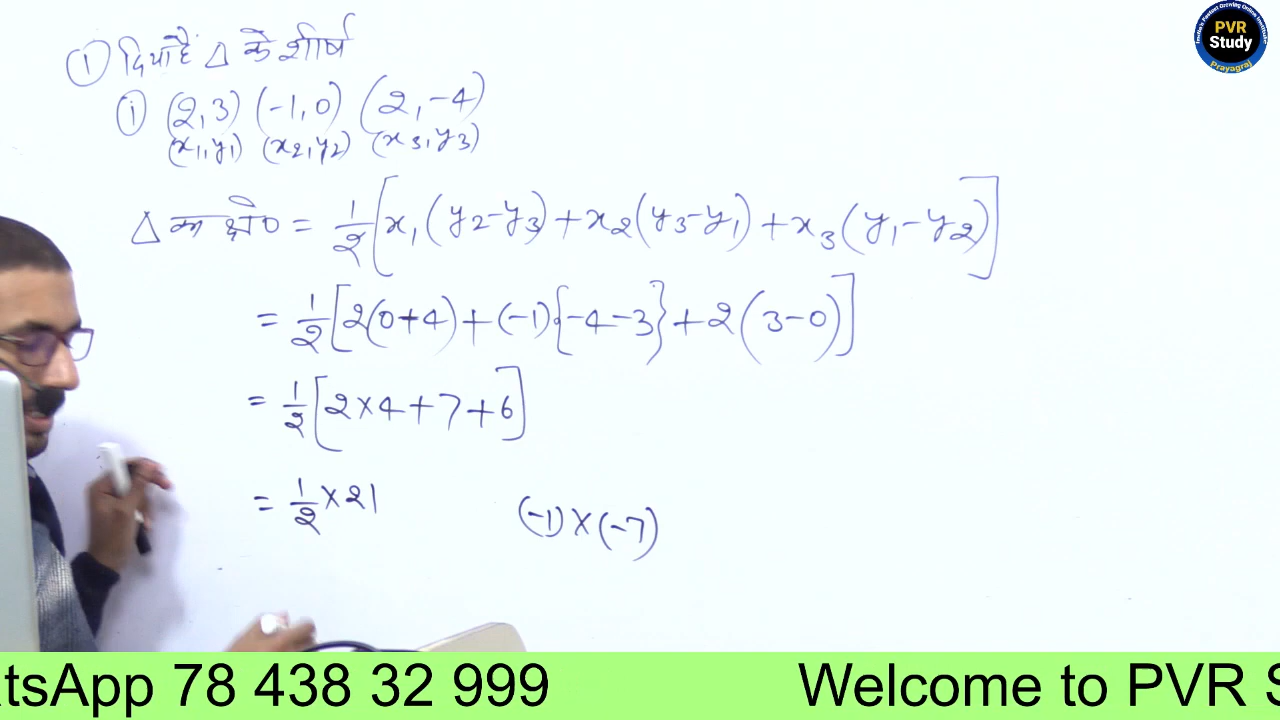 ① दिया है Δ के शीर्ष
ⓘ (2,3) (-1,0) (2,-4)
(x₁,y₁) (x₂,y₂) (x₃,y₃)
Δ का क्षे० = 1/2[x₁(y₂-y₃)+x₂(y₃-y₁)+x₃(y₁-y₂)]
= 1/2[2(0+4)+(-1){-4-3}+2(3-0)]
= 1/2[2×4+7+6]
= 1/2×21
(-1)×(-7)
PVR
Study
Prayagraj
atsApp 78 438 32 999
Welcome to PVR S